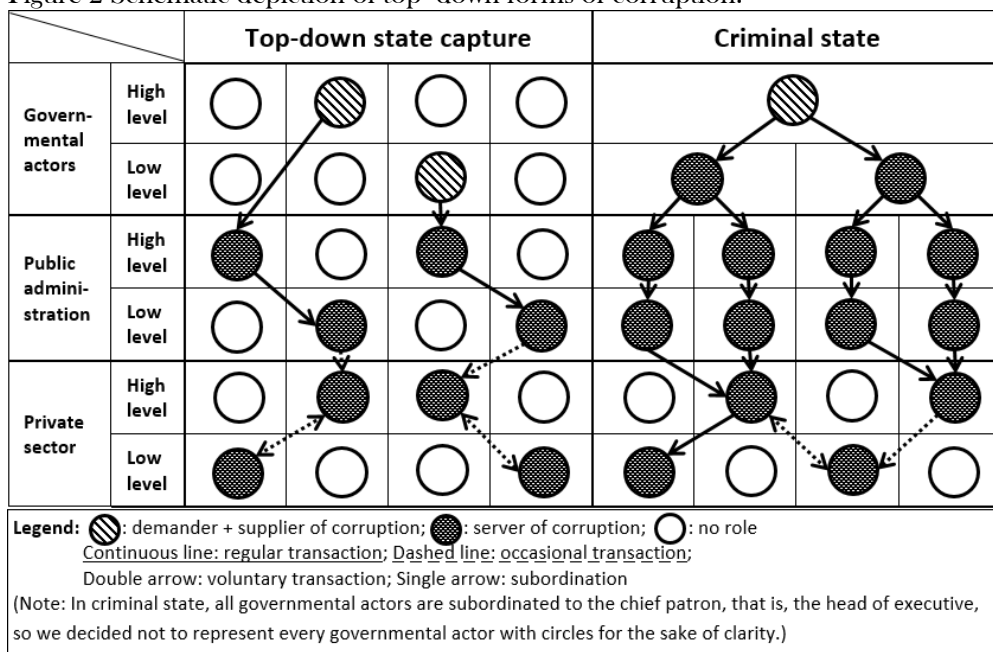 Figure 2 Schematic depiction of top-down forms of corruption.
Top-down state capture
Criminal state
Govern-
mental
actors
High
level
Low
level
Public
admini-
stration
High
level
Low
level
Private
sector
High
level
Low
level
Legend: : demander + supplier of corruption; : server of corruption; : no role
Continuous line: regular transaction; Dashed line: occasional transaction;
Double arrow: voluntary transaction; Single arrow: subordination
(Note: In criminal state, all governmental actors are subordinated to the chief patron, that is, the head of executive,
so we decided not to represent every governmental actor with circles for the sake of clarity.)